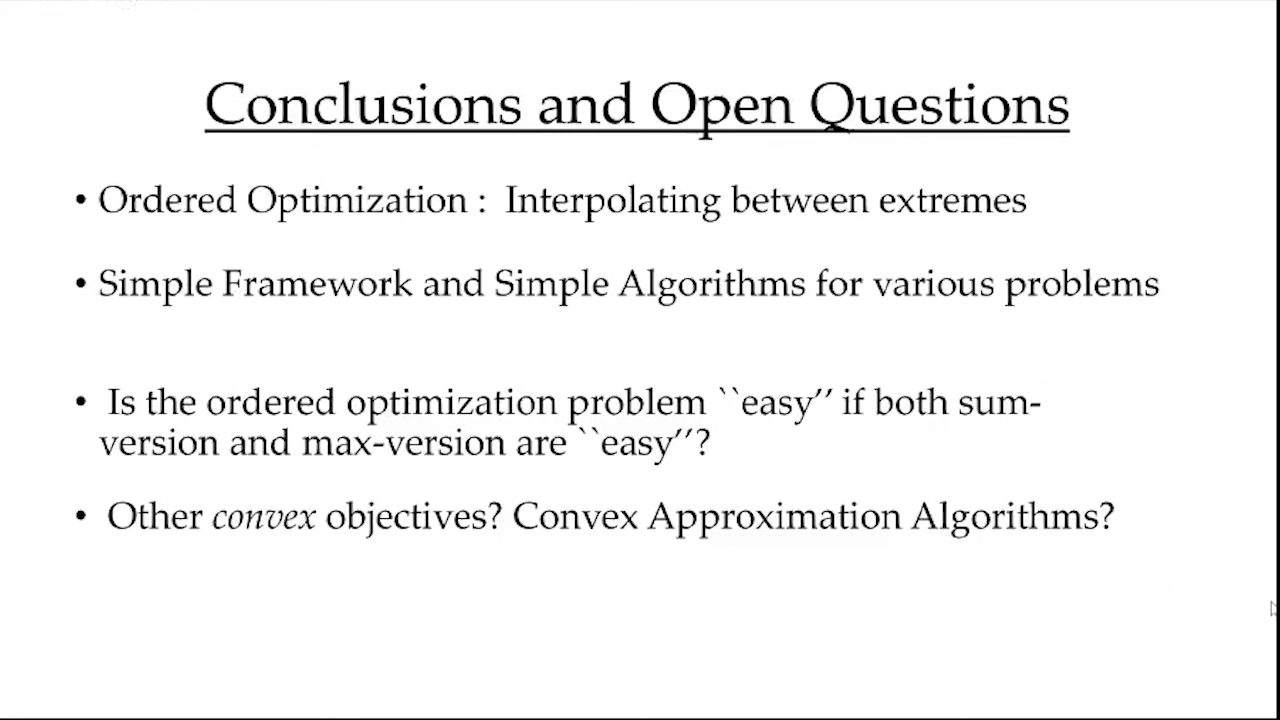 Conclusions and Open Questions
• Ordered Optimization :  Interpolating between extremes
• Simple Framework and Simple Algorithms for various problems
• Is the ordered optimization problem ``easy’’ if both sum-
version and max-version are ``easy’’?
• Other convex objectives? Convex Approximation Algorithms?